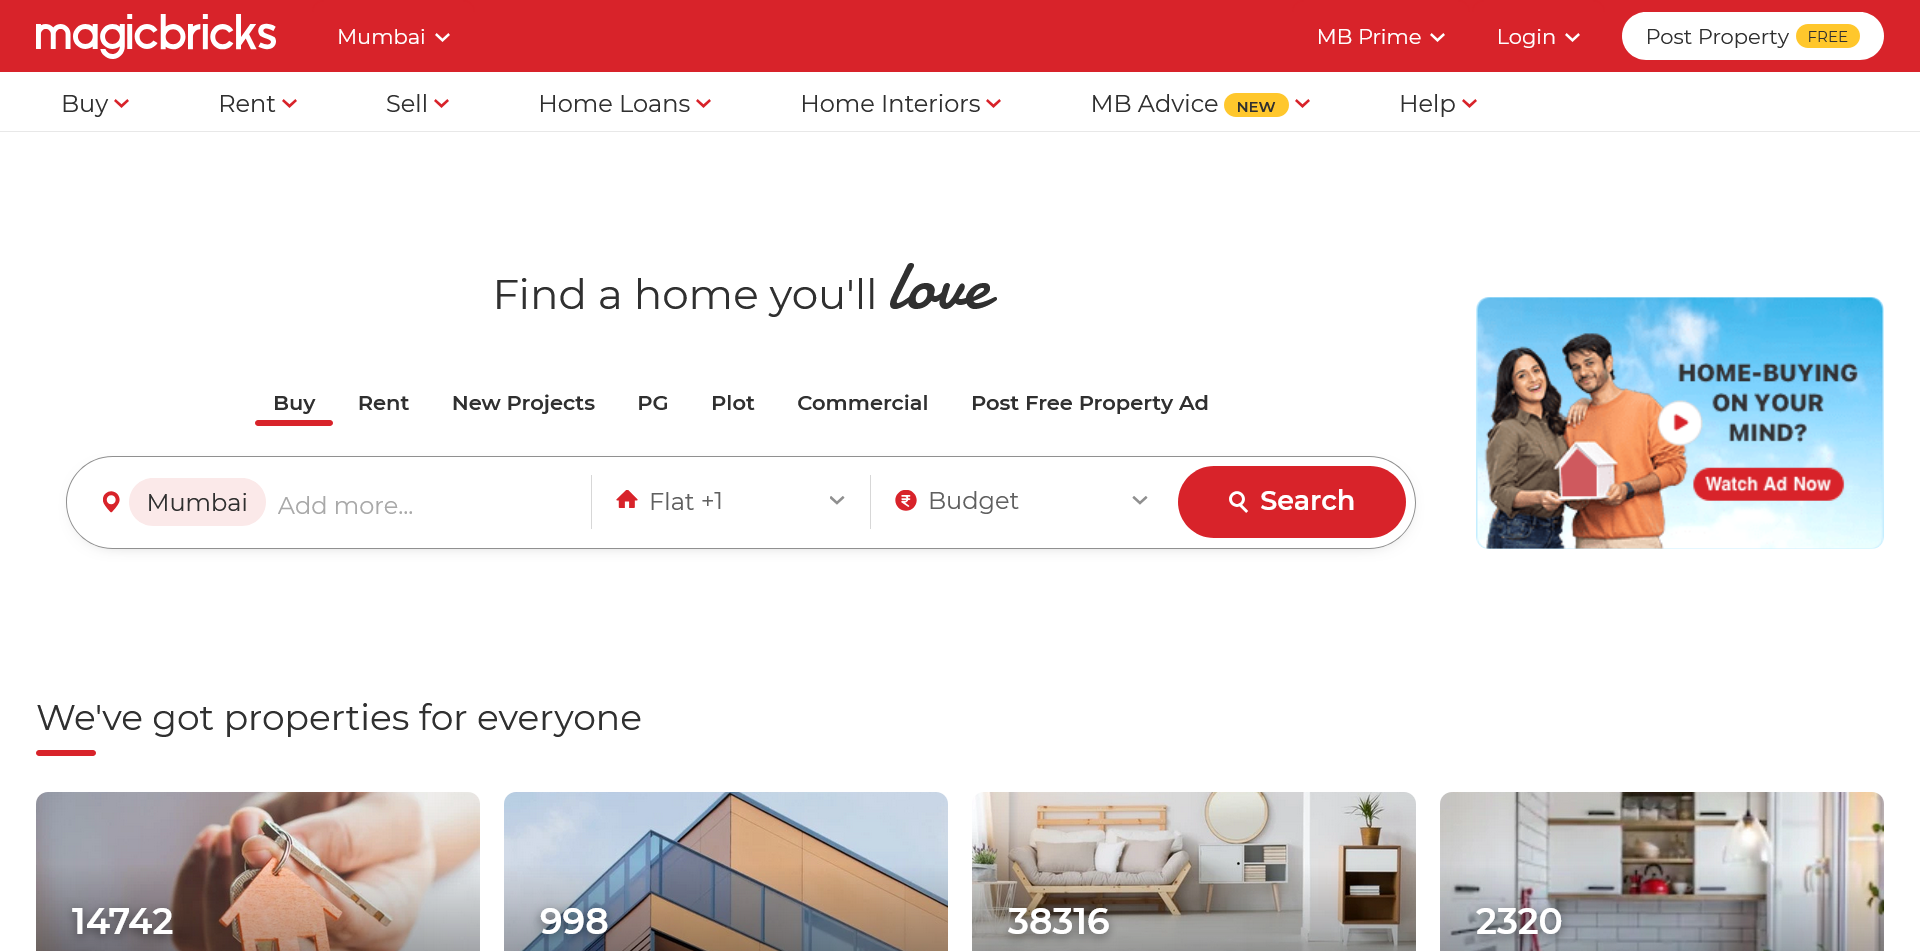 magicbricks
Mumbai
MB Prime
Login
Post Property FREE
Buy
Rent
Sell
Home Loans
Home Interiors
MB Advice NEW
Help
Find a home you'll love
Buy
Rent
New Projects
PG
Plot
Commercial
Post Free Property Ad
Mumbai
Add more...
Flat +1
Budget
Search
HOME-BUYING
ON YOUR
MIND?
Watch Ad Now
We've got properties for everyone
14742
998
38316
2320